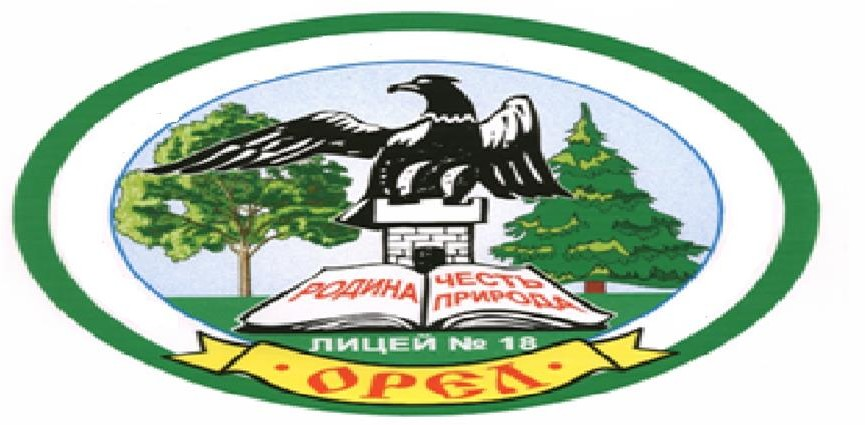 РОДИНА
ЧЕСТЬ
ПРИРОДА
ЛИЦЕЙ № 18
· ОРЕЛ ·